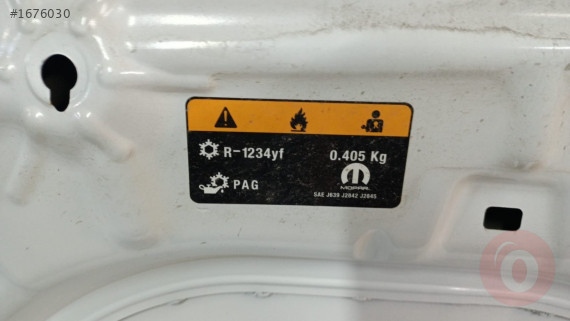 #1676030
R-1234yf 0.405 Kg
PAG
MOPAR
SAE J639 J2842 J2845